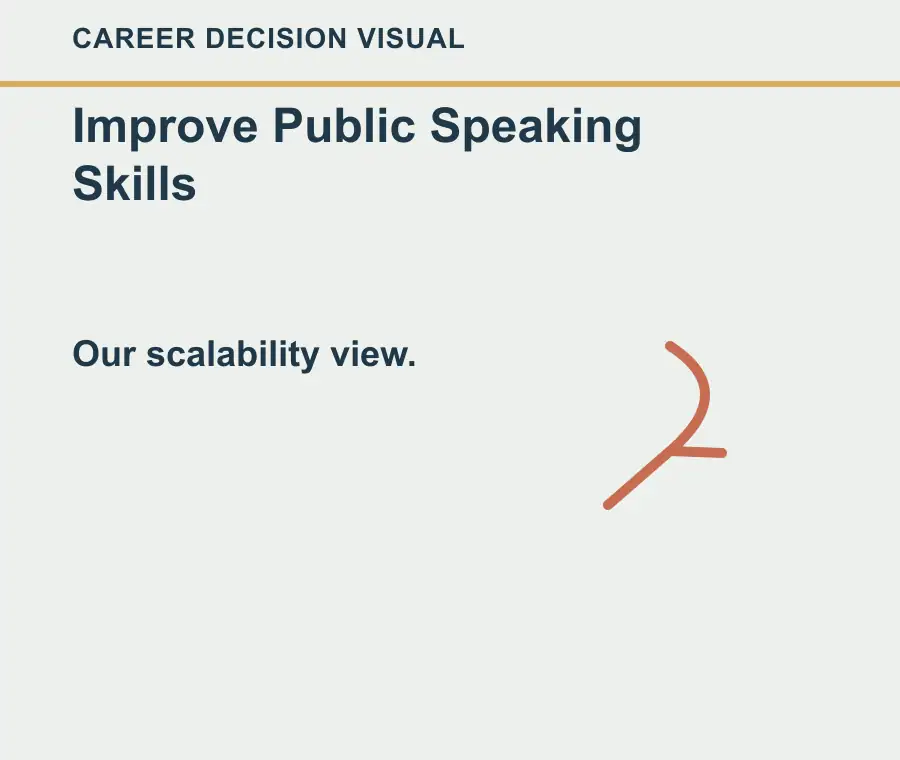 CAREER DECISION VISUAL
Improve Public Speaking
Skills
Our scalability view.